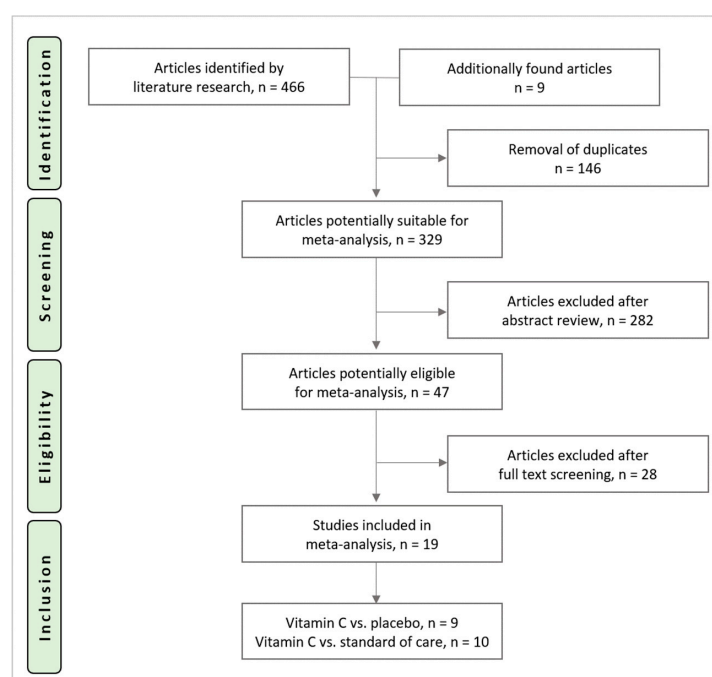 Identification
Articles identified by
literature research, n = 466
Additionally found articles
n = 9
Removal of duplicates
n = 146
Screening
Articles potentially suitable for
meta-analysis, n = 329
Articles excluded after
abstract review, n = 282
Eligibility
Articles potentially eligible
for meta-analysis, n = 47
Articles excluded after
full text screening, n = 28
Inclusion
Studies included in
meta-analysis, n = 19
Vitamin C vs. placebo, n = 9
Vitamin C vs. standard of care, n = 10